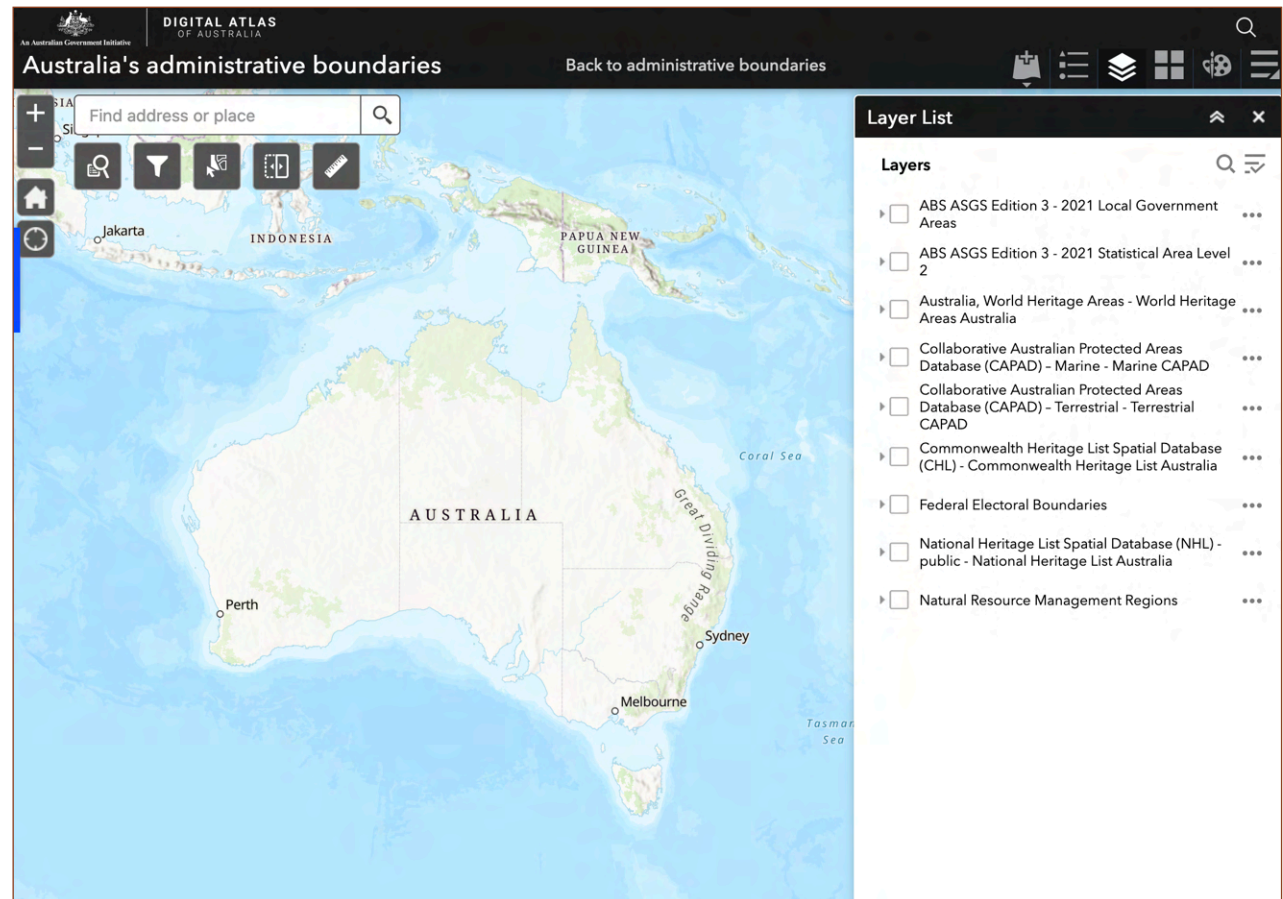 DIGITAL ATLAS
OF AUSTRALIA
An Australian Government Initiative
Australia's administrative boundaries
Back to administrative boundaries
Find address or place
Jakarta
INDONESIA
PAPUA NEW
GUINEA
Coral Sea
AUSTRALIA
Great Dividing Range
Perth
Sydney
Melbourne
Tasman
Sea
Layer List
Layers
ABS ASGS Edition 3 - 2021 Local Government
Areas
ABS ASGS Edition 3 - 2021 Statistical Area Level
2
Australia, World Heritage Areas - World Heritage
Areas Australia
Collaborative Australian Protected Areas
Database (CAPAD) – Marine - Marine CAPAD
Collaborative Australian Protected Areas
Database (CAPAD) – Terrestrial - Terrestrial
CAPAD
Commonwealth Heritage List Spatial Database
(CHL) - Commonwealth Heritage List Australia
Federal Electoral Boundaries
National Heritage List Spatial Database (NHL) -
public - National Heritage List Australia
Natural Resource Management Regions